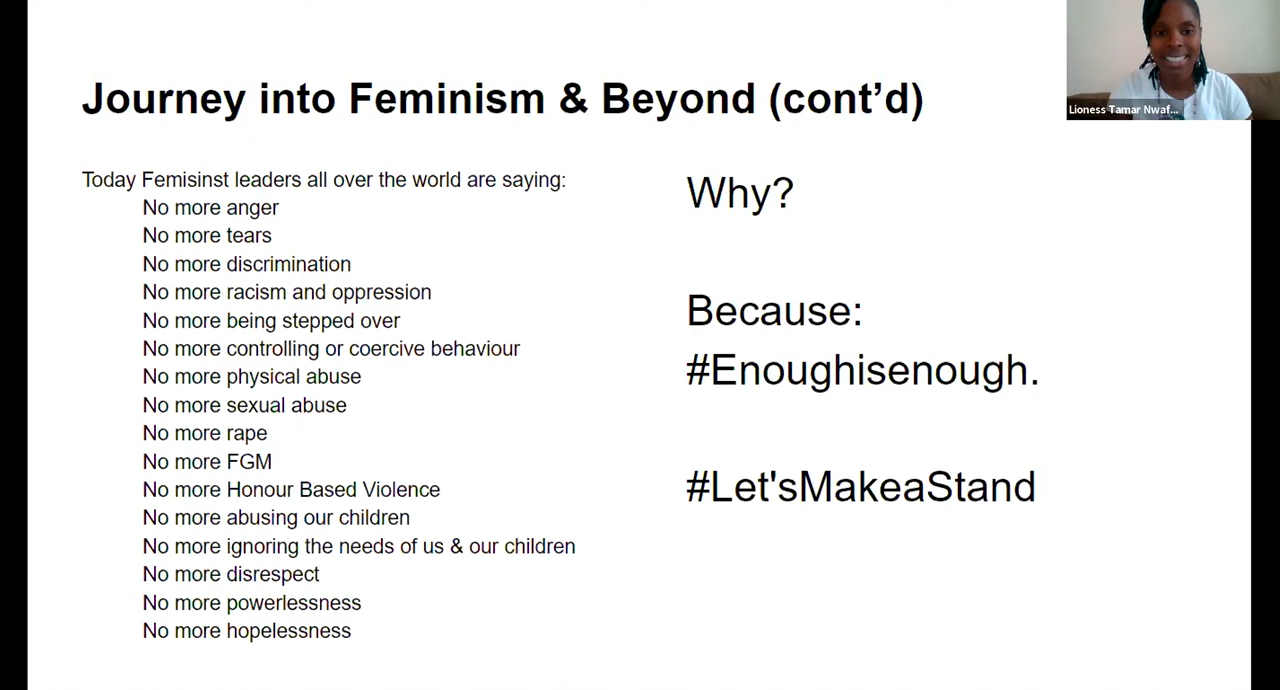 Journey into Feminism & Beyond (cont’d)
Lioness Tamar Nwaf...
Today Femisinst leaders all over the world are saying:
No more anger
No more tears
No more discrimination
No more racism and oppression
No more being stepped over
No more controlling or coercive behaviour
No more physical abuse
No more sexual abuse
No more rape
No more FGM
No more Honour Based Violence
No more abusing our children
No more ignoring the needs of us & our children
No more disrespect
No more powerlessness
No more hopelessness
Why?
Because:
#Enoughisenough.
#Let'sMakeaStand